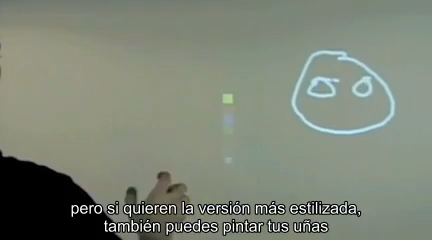 pero si quieren la versión más estilizada,
también puedes pintar tus uñas